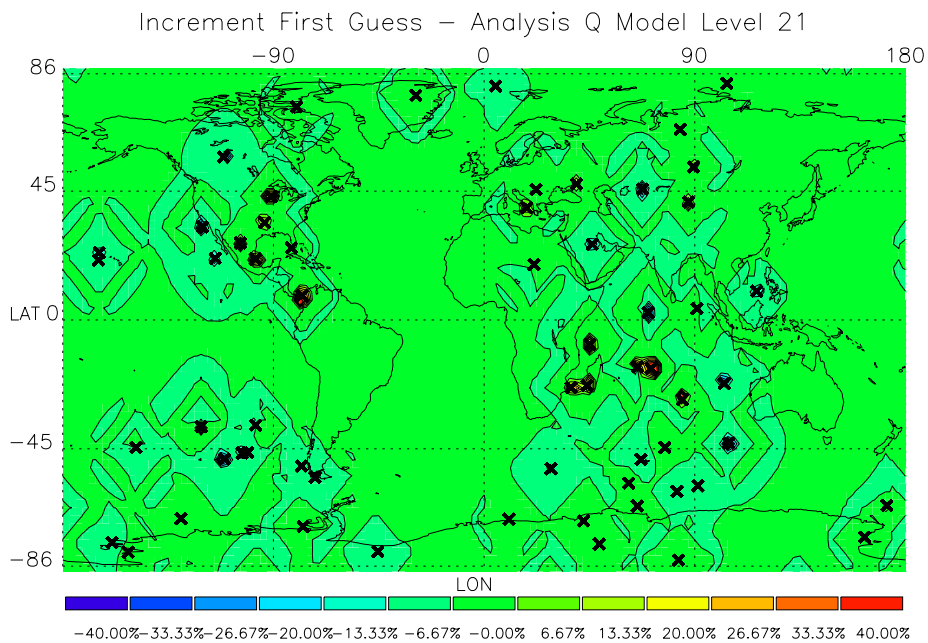 Increment First Guess – Analysis Q Model Level 21
−90 0 90 180
86
45
LAT 0
−45
−86
LON
−40.00% −33.33% −26.67% −20.00% −13.33% −6.67% −0.00% 6.67% 13.33% 20.00% 26.67% 33.33% 40.00%